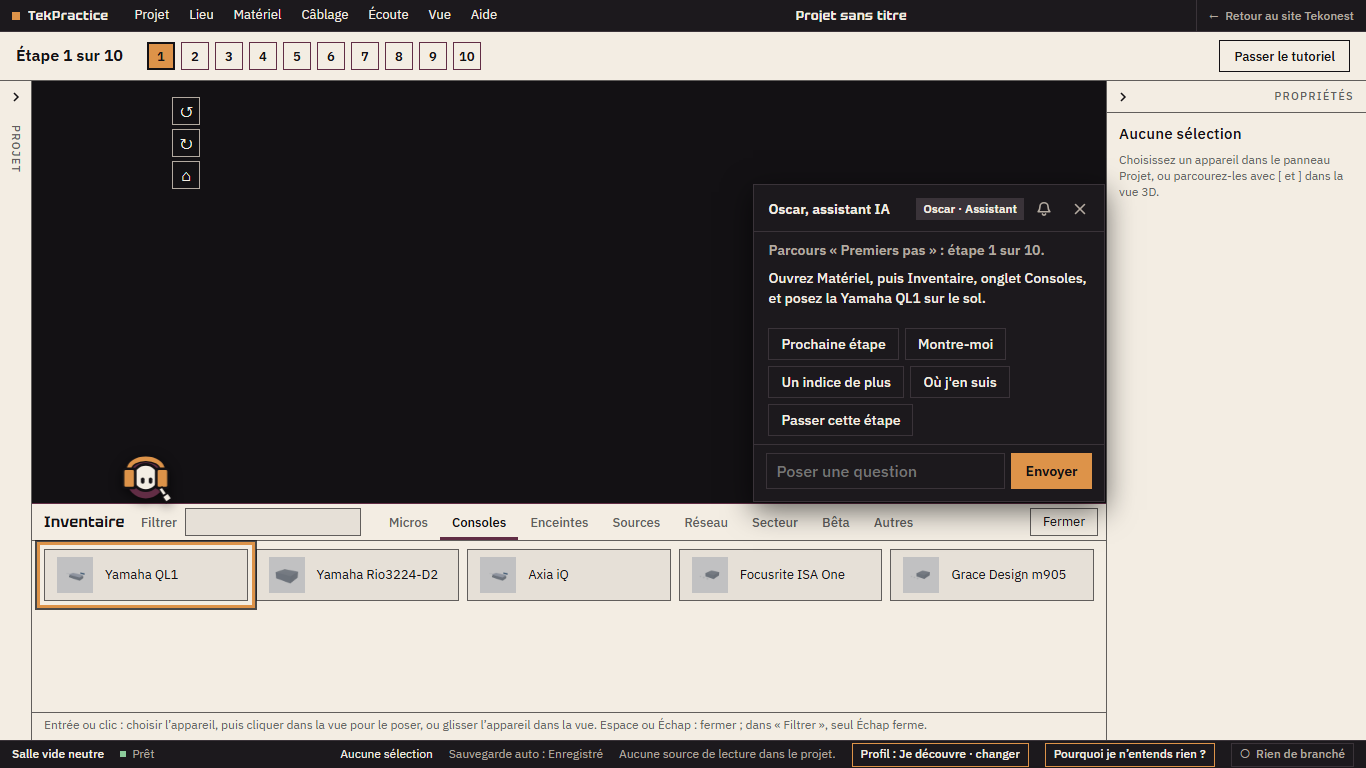 TekPractice Projet Lieu Matériel Câblage Écoute Vue Aide Projet sans titre ← Retour au site Tekonest
Étape 1 sur 10 1 2 3 4 5 6 7 8 9 10 Passer le tutoriel
PROJET
PROPRIÉTÉS
Aucune sélection
Choisissez un appareil dans le panneau
Projet, ou parcourez-les avec [ et ] dans la
vue 3D.
Oscar, assistant IA Oscar · Assistant
Parcours « Premiers pas » : étape 1 sur 10.
Ouvrez Matériel, puis Inventaire, onglet Consoles,
et posez la Yamaha QL1 sur le sol.
Prochaine étape Montre-moi
Un indice de plus Où j'en suis
Passer cette étape
Poser une question Envoyer
Inventaire Filtrer Micros Consoles Enceintes Sources Réseau Secteur Bêta Autres Fermer
Yamaha QL1 Yamaha Rio3224-D2 Axia iQ Focusrite ISA One Grace Design m905
Entrée ou clic : choisir l'appareil, puis cliquer dans la vue pour le poser, ou glisser l'appareil dans la vue. Espace ou Échap : fermer ; dans « Filtrer », seul Échap ferme.
Salle vide neutre Prêt Aucune sélection Sauvegarde auto : Enregistré Aucune source de lecture dans le projet. Profil : Je découvre · changer Pourquoi je n'entends rien ? Rien de branché